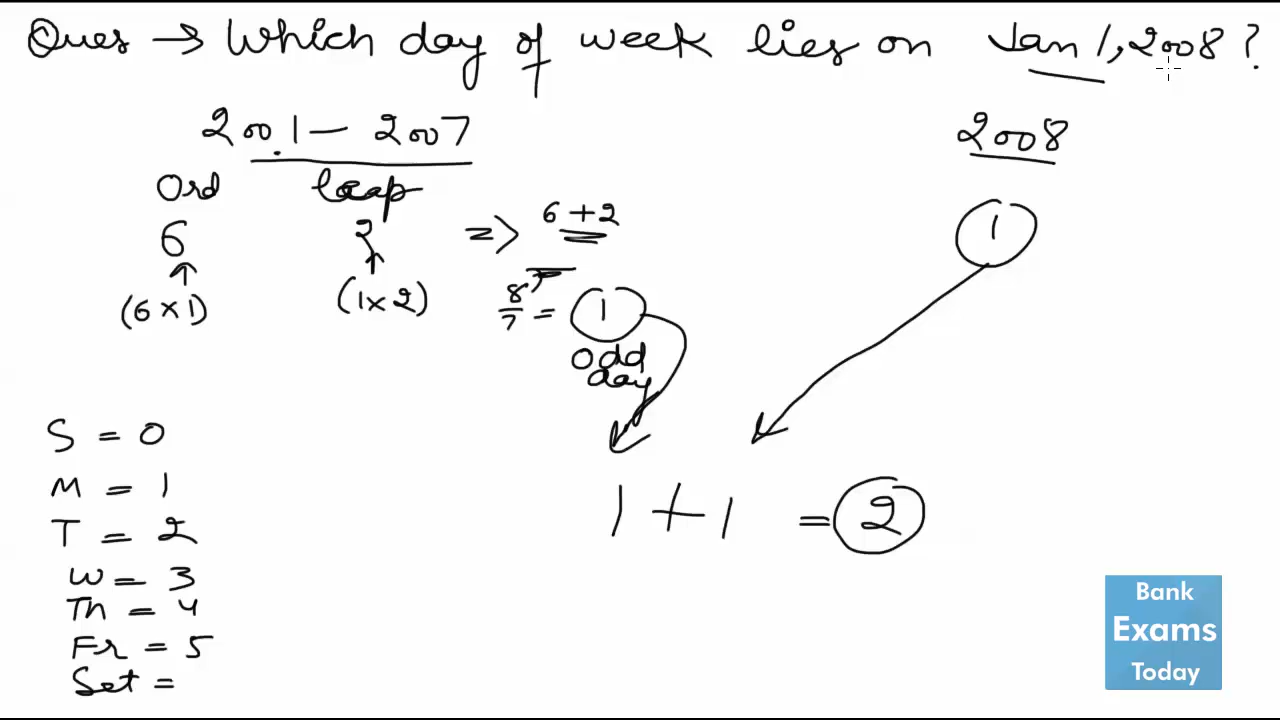 Ques → Which day of week lies on Jan 1, 2008 ?
2001 — 2007
2008
Ord leap
6 2 => 6 + 2
1
(6 x 1) (1 x 2)
8/7 = 1
odd
day
S = 0
M = 1
1 + 1 = 2
T = 2
W = 3
Th = 4
Fr = 5
Set =
Bank
Exams
Today